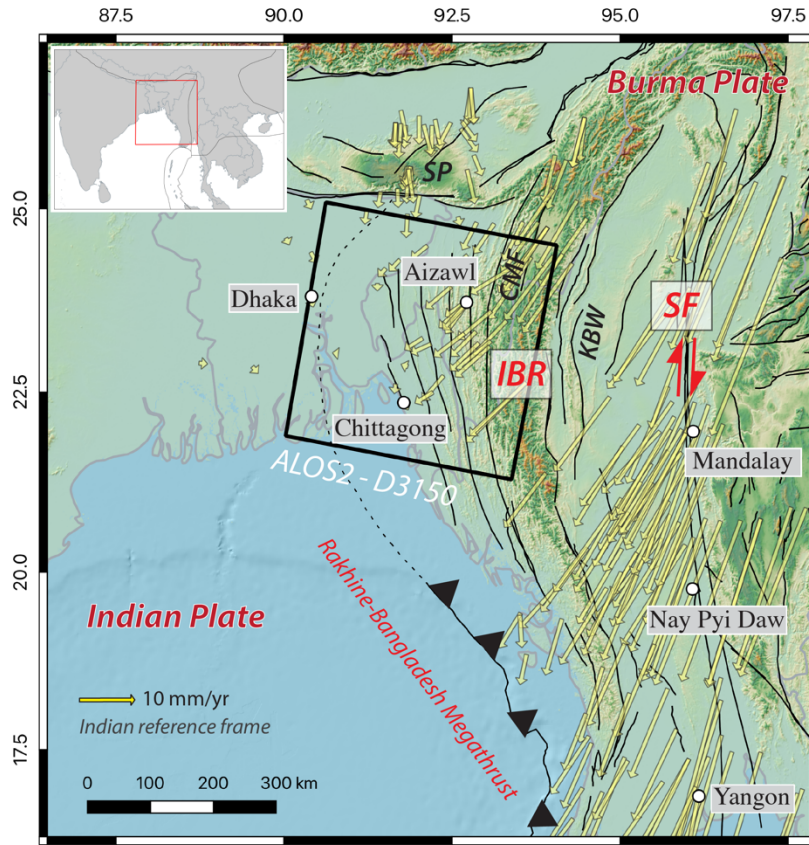 87.5
90.0
92.5
95.0
97.5
Burma Plate
SP
25.0
Aizawl
CMF
Dhaka
SF
KBW
IBR
22.5
Chittagong
Mandalay
ALOS2 - D3150
20.0
Rakhine-Bangladesh Megathrust
Indian Plate
Nay Pyi Daw
10 mm/yr
Indian reference frame
17.5
0
100
200
300 km
Yangon